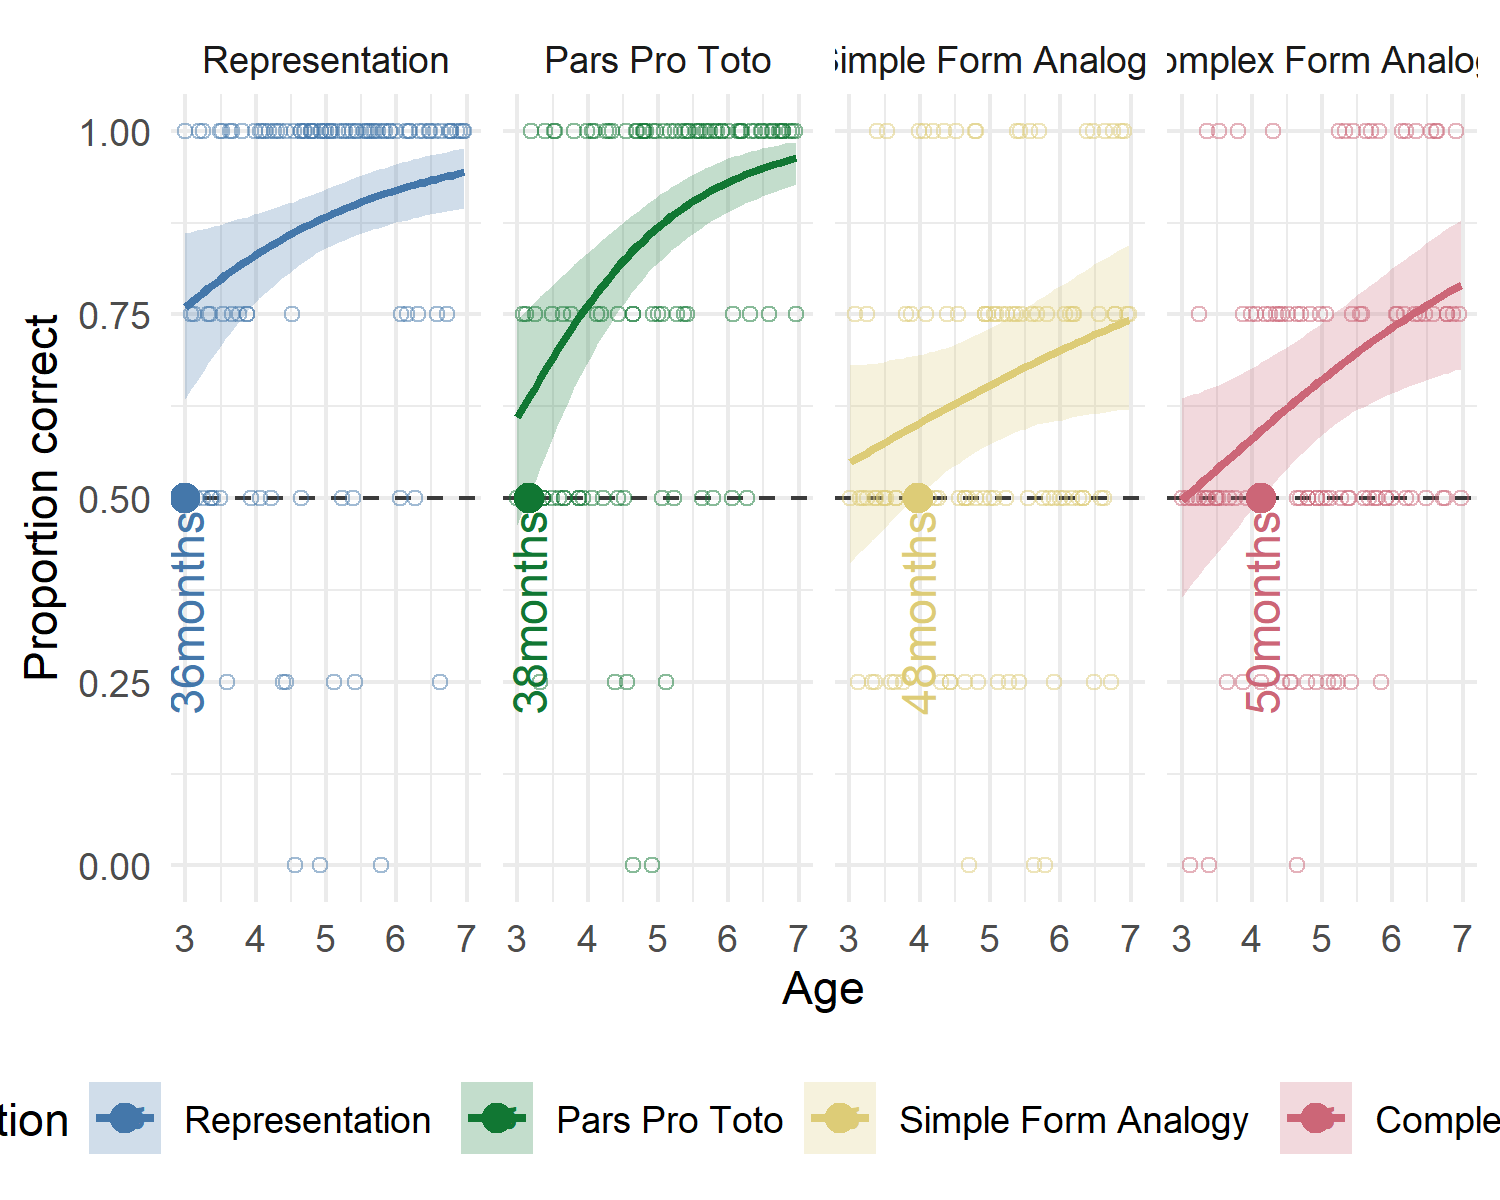 Representation Pars Pro Toto Simple Form Analog omplex Form Analog
Proportion correct
1.00
0.75
0.50
0.25
0.00
36months 38months 48months 50months
3 4 5 6 7 3 4 5 6 7 3 4 5 6 7 3 4 5 6 7
Age
tion Representation Pars Pro Toto Simple Form Analogy Comple